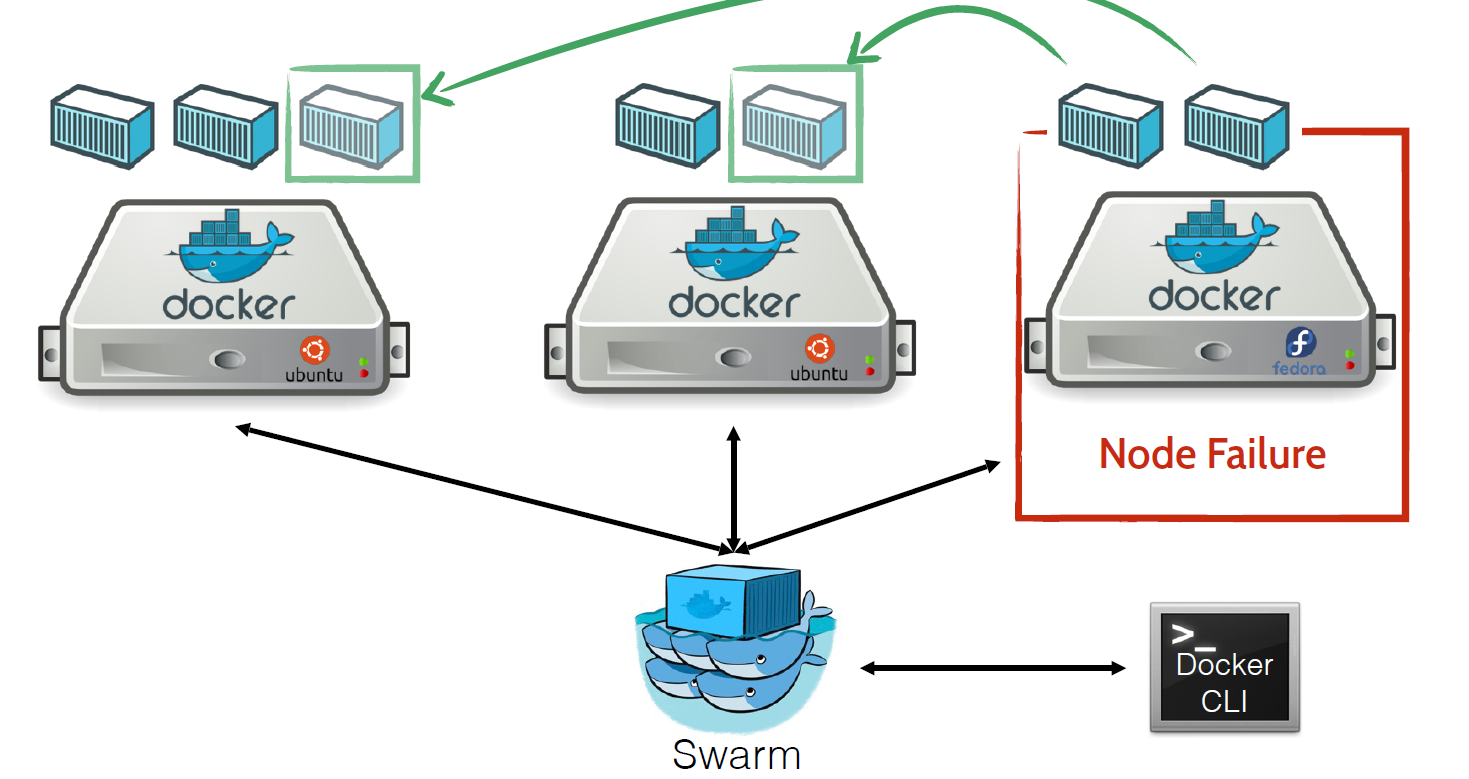 docker
ubuntu
docker
ubuntu
docker
fedora
Node Failure
>_
Docker
CLI
Swarm